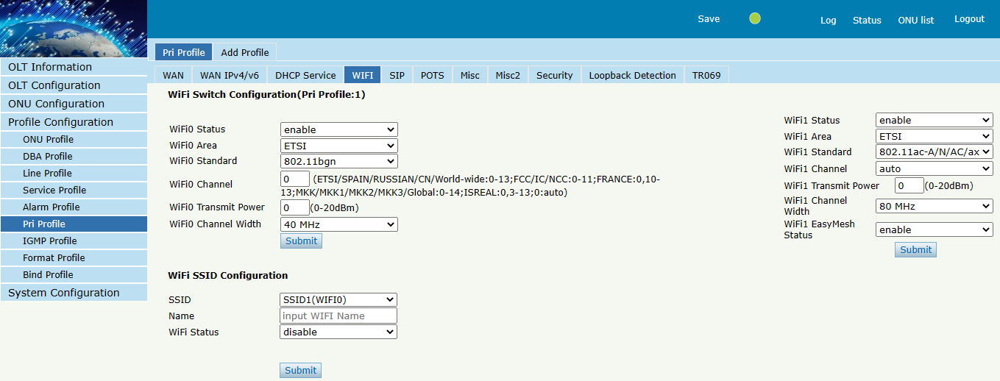 Save
Log
Status
ONU list
Logout
Pri Profile
Add Profile
OLT Information
OLT Configuration
ONU Configuration
Profile Configuration
ONU Profile
DBA Profile
Line Profile
Service Profile
Alarm Profile
Pri Profile
IGMP Profile
Format Profile
Bind Profile
System Configuration
WAN
WAN IPv4/v6
DHCP Service
WIFI
SIP
POTS
Misc
Misc2
Security
Loopback Detection
TR069
WiFi Switch Configuration(Pri Profile:1)
WiFi0 Status enable
WiFi0 Area ETSI
WiFi0 Standard 802.11bgn
WiFi0 Channel 0 (ETSI/SPAIN/RUSSIAN/CN/World-wide:0-13;FCC/IC/NCC:0-11;FRANCE:0,10-
13;MKK/MKK1/MKK2/MKK3/Global:0-14;ISREAL:0,3-13;0:auto)
WiFi0 Transmit Power 0 (0-20dBm)
WiFi0 Channel Width 40 MHz
Submit
WiFi1 Status enable
WiFi1 Area ETSI
WiFi1 Standard 802.11ac-A/N/AC/ax
WiFi1 Channel auto
WiFi1 Transmit Power 0 (0-20dBm)
WiFi1 Channel
Width 80 MHz
WiFi1 EasyMesh
Status enable
Submit
WiFi SSID Configuration
SSID SSID1(WIFI0)
Name input WIFI Name
WiFi Status disable
Submit